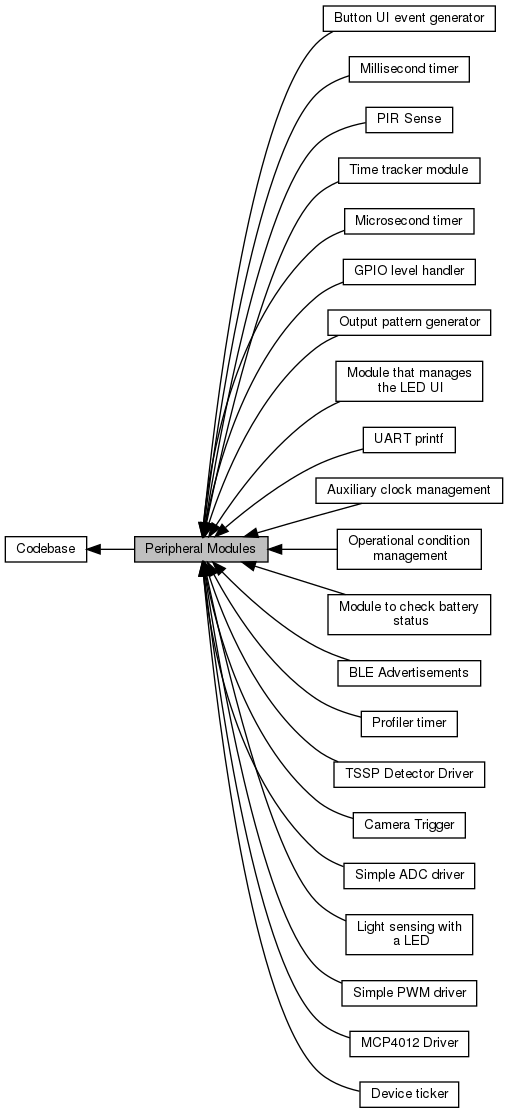 Button UI event generator
Millisecond timer
PIR Sense
Time tracker module
Microsecond timer
GPIO level handler
Output pattern generator
Module that manages
the LED UI
UART printf
Auxiliary clock management
Codebase
Peripheral Modules
Operational condition
management
Module to check battery
status
BLE Advertisements
Profiler timer
TSSP Detector Driver
Camera Trigger
Simple ADC driver
Light sensing with
a LED
Simple PWM driver
MCP4012 Driver
Device ticker